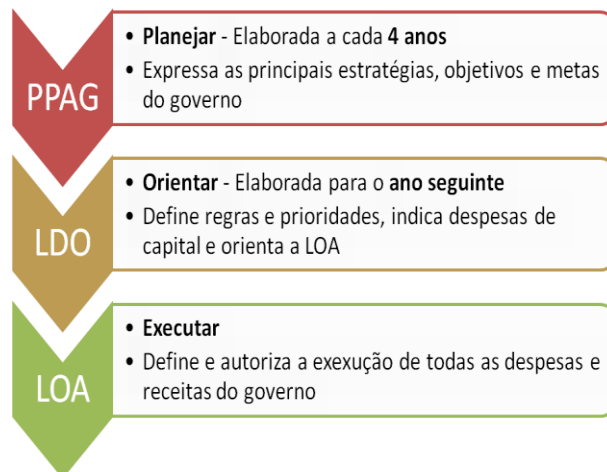 PPAG
• Planejar - Elaborada a cada 4 anos
• Expressa as principais estratégias, objetivos e metas
do governo
LDO
• Orientar - Elaborada para o ano seguinte
• Define regras e prioridades, indica despesas de
capital e orienta a LOA
LOA
• Executar
• Define e autoriza a exexução de todas as despesas e
receitas do governo